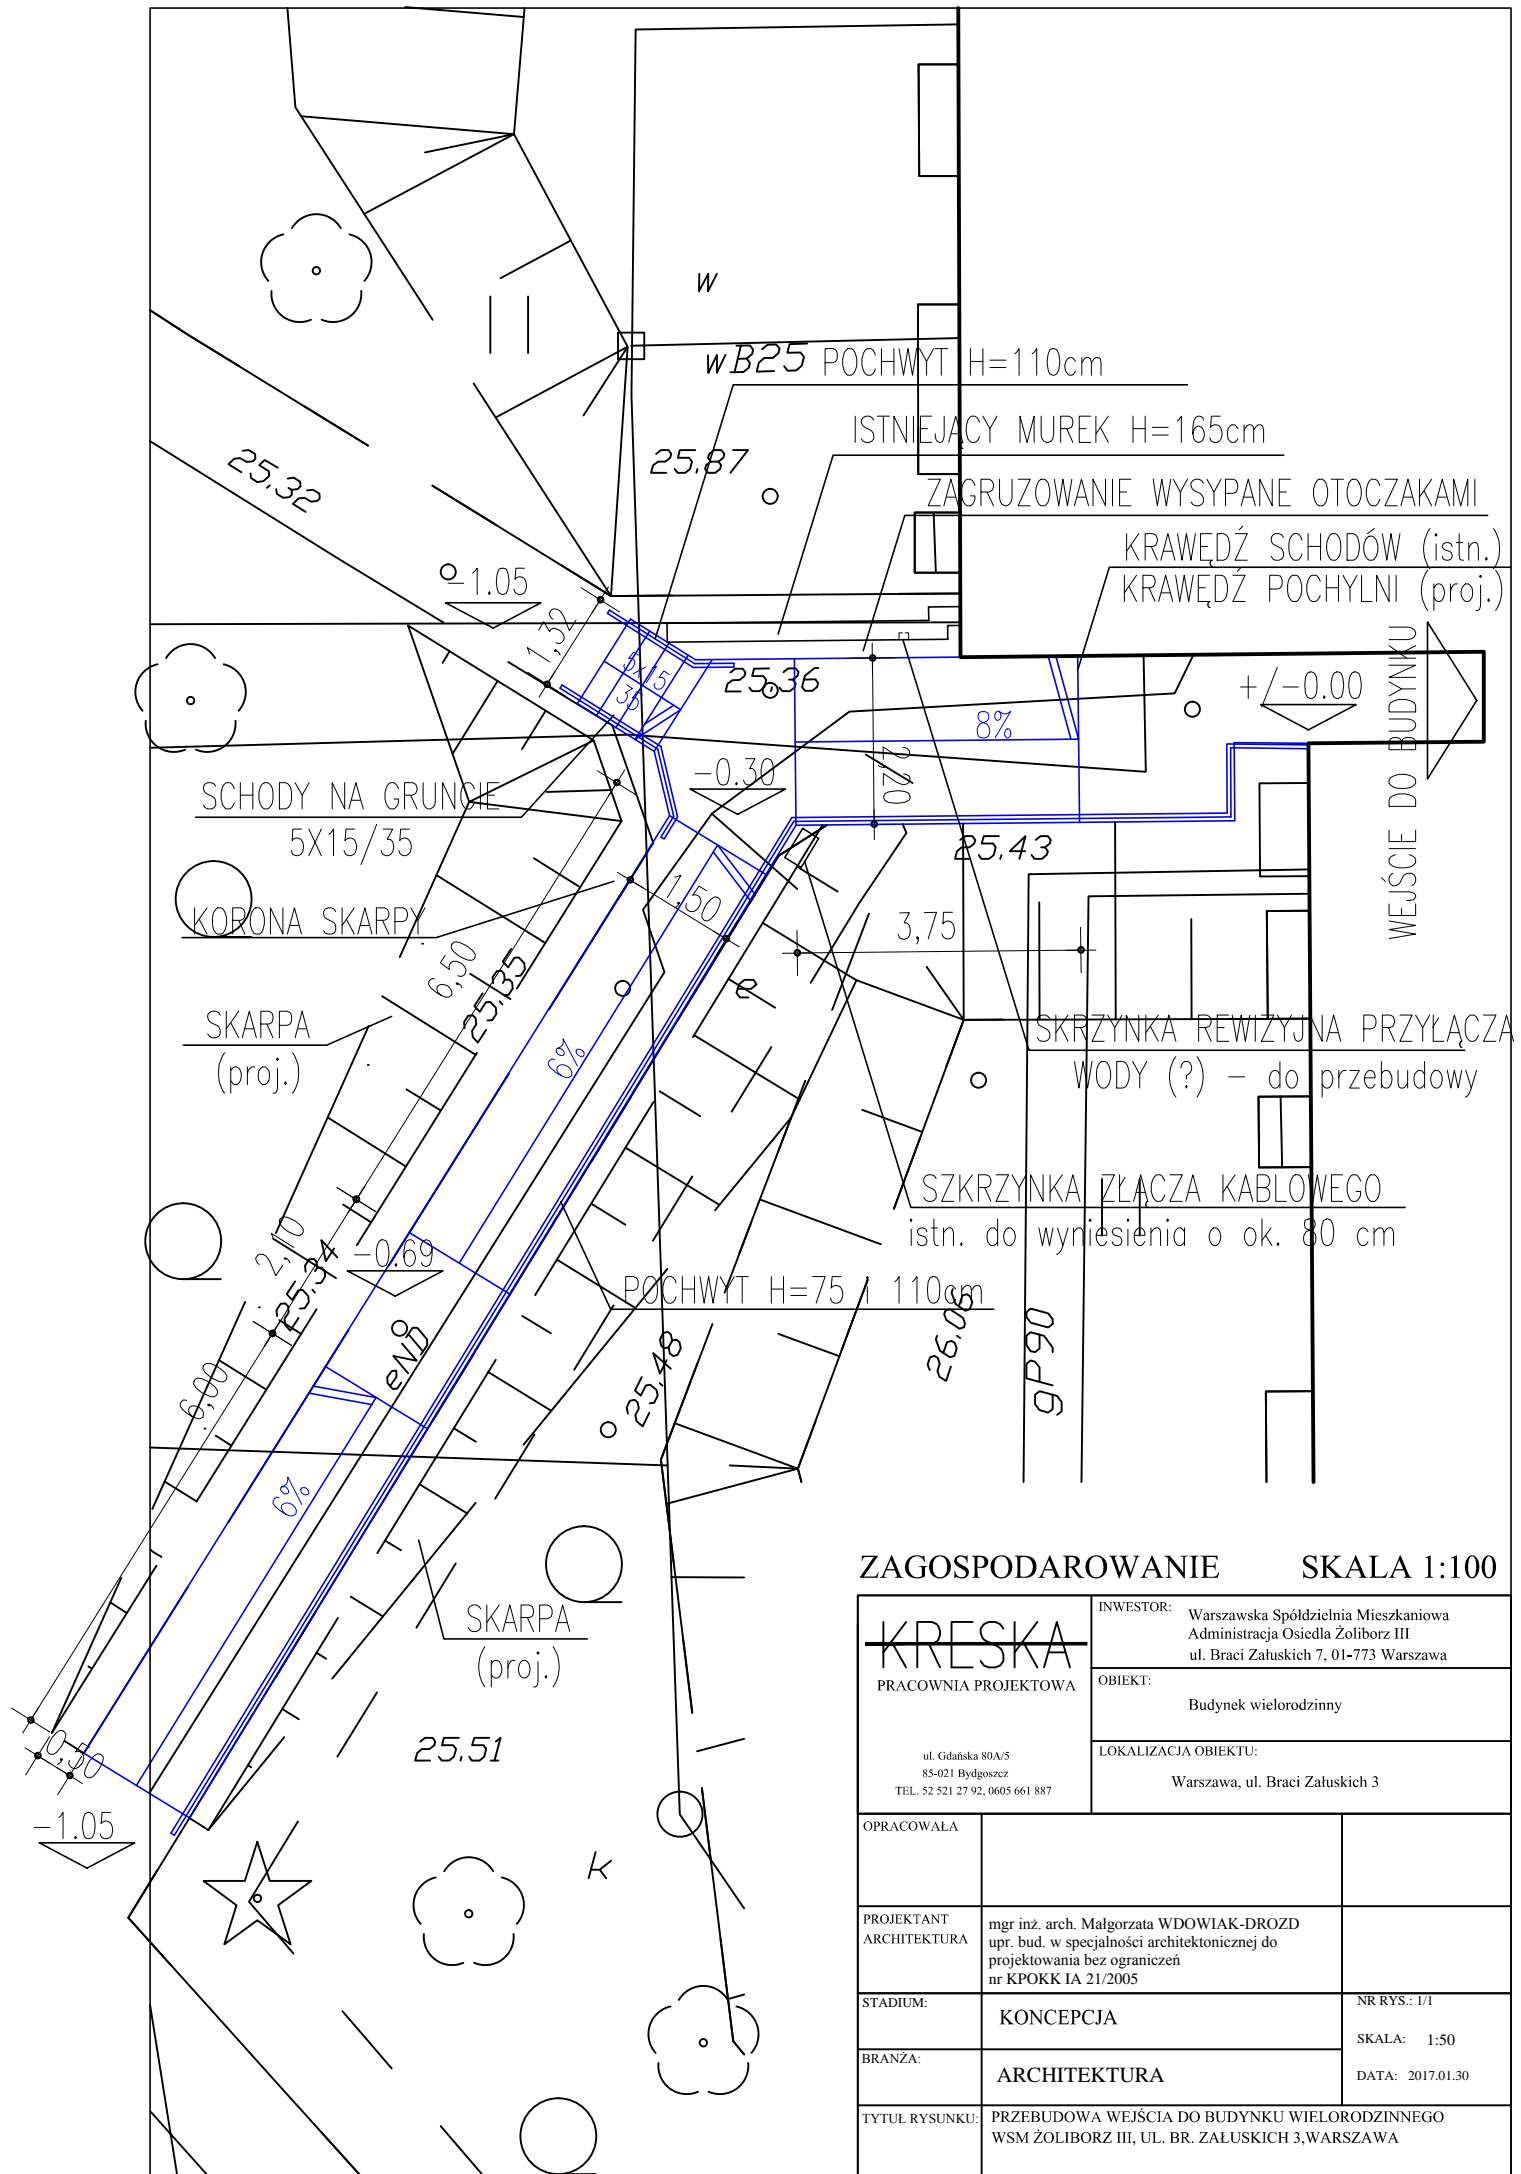 w
wB25
POCHWYT H=110cm
ISTNIEJĄCY MUREK H=165cm
25.87
25.32
ZAGRUZOWANIE WYSYPANE OTOCZAKAMI
KRAWĘDŹ SCHODÓW (istn.)
KRAWĘDŹ POCHYLNI (proj.)
-1.05
1,32
5x15
35
25.36
+/-0.00
WEJŚCIE DO BUDYNKU
8%
2,20
-0.30
SCHODY NA GRUNCIE
5X15/35
25.43
KORONA SKARPY
1,50
3,75
6,50
25.35
e
SKARPA
(proj.)
6%
SKRZYNKA REWIZYJNA PRZYŁĄCZA
WODY (?) – do przebudowy
SZKRZYNKA ZŁĄCZA KABLOWEGO
istn. do wyniesienia o ok. 80 cm
2,10
25.34
-0.69
POCHWYT H=75 i 110cm
eND
25.48
26.06
gP90
6,00
6%
SKARPA
(proj.)
25.51
0,50
-1.05
k
ZAGOSPODAROWANIE SKALA 1:100
KRESKA
PRACOWNIA PROJEKTOWA
ul. Gdańska 80A/5
85-021 Bydgoszcz
TEL. 52 521 27 92, 0605 661 887
INWESTOR: Warszawska Spółdzielnia Mieszkaniowa
Administracja Osiedla Żoliborz III
ul. Braci Załuskich 7, 01-773 Warszawa
OBIEKT:
Budynek wielorodzinny
LOKALIZACJA OBIEKTU:
Warszawa, ul. Braci Załuskich 3
OPRACOWAŁA
PROJEKTANT
ARCHITEKTURA
mgr inż. arch. Małgorzata WDOWIAK-DROZD
upr. bud. w specjalności architektonicznej do
projektowania bez ograniczeń
nr KPOKK IA 21/2005
STADIUM:
KONCEPCJA
NR RYS.: 1/1
SKALA: 1:50
BRANŻA:
ARCHITEKTURA
DATA: 2017.01.30
TYTUŁ RYSUNKU: PRZEBUDOWA WEJŚCIA DO BUDYNKU WIELORODZINNEGO
WSM ŻOLIBORZ III, UL. BR. ZAŁUSKICH 3,WARSZAWA